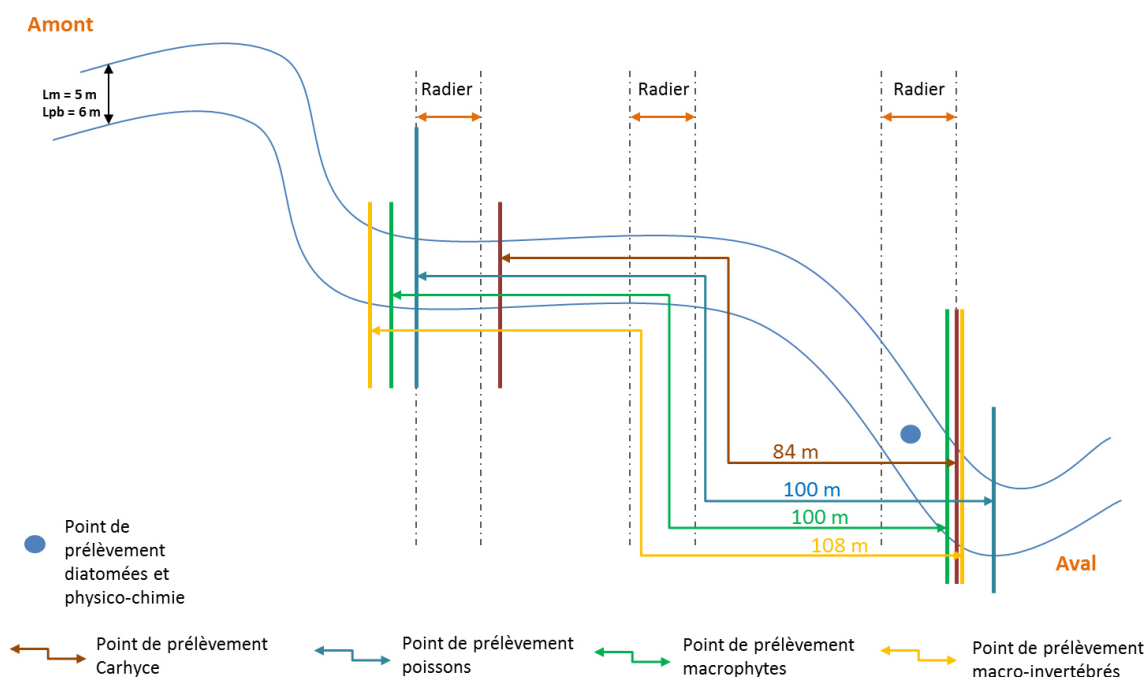 Amont
Lm = 5 m
Lpb = 6 m
Radier
Radier
Radier
84 m
100 m
100 m
108 m
Aval
Point de
prélèvement
diatomées et
physico-chimie
Point de prélèvement
Carhyce
Point de prélèvement
poissons
Point de prélèvement
macrophytes
Point de prélèvement
macro-invertébrés